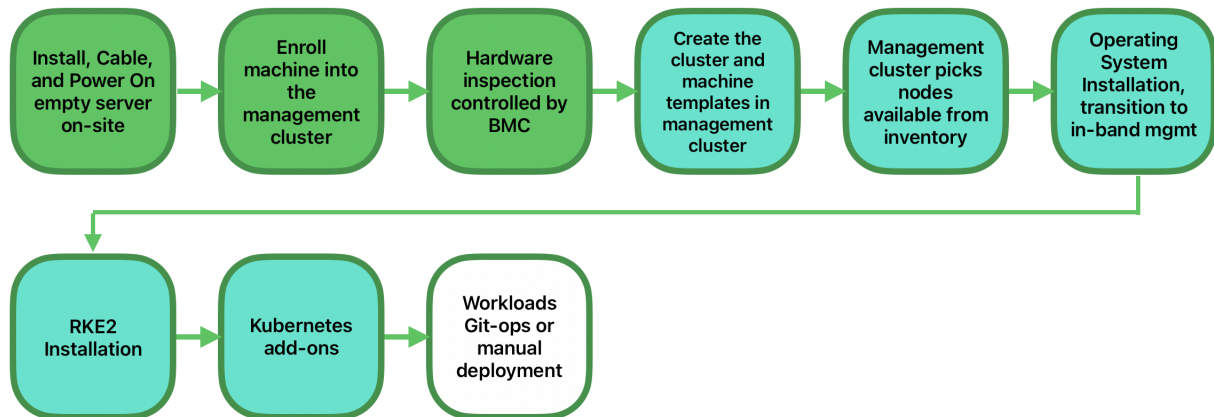 Install, Cable,
and Power On
empty server
on-site
Enroll
machine into
the
management
cluster
Hardware
inspection
controlled by
BMC
Create the
cluster and
machine
templates in
management
cluster
Management
cluster picks
nodes
available from
inventory
Operating
System
Installation,
transition to
in-band mgmt
RKE2
Installation
Kubernetes
add-ons
Workloads
Git-ops or
manual
deployment